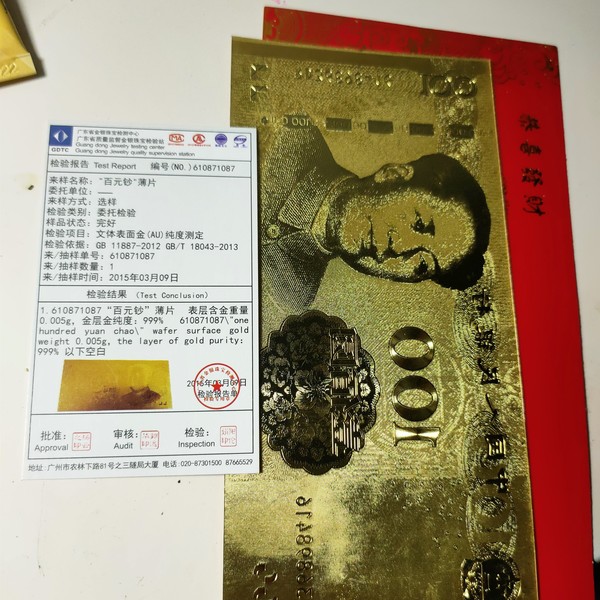 GDTC
广东省金银珠宝检测中心
广东省质量监督金银珠宝检验站
Guang dong Jewelry testing center
Guang dong Jewelry quality supervision station
检验报告 Test Report 编号(NO.)610871087
来样名称: "百元钞"薄片
委托单位: ——
来样方式: 选样
检验类别: 委托检验
样品状态: 完好
检验项目: 文体表面金(AU)纯度测定
检验依据: GB 11887-2012 GB/T 18043-2013
来/抽样单号: 610871087
来/抽样数量: 1
来/抽样时间: 2015年03月09日
检验结果 (Test Conclusion)
1.610871087 "百元钞" 薄片 表层含金重量
0.005g, 金层金纯度: 999% 610871087\"one
hundred yuan chao\" wafer surface gold
weight 0.005g, the layer of gold purity:
999% 以下空白
2015年03月09日
检验报告单
批准:
Approval
审核:
Audit
检验:
Inspection
地址:广州市农林下路81号之三隧局大厦 电话:020-87301500 87665529
100
100
恭喜發財